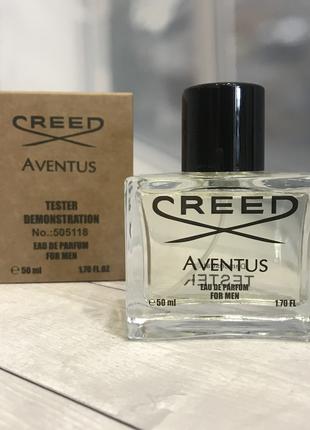 CREED
AVENTUS
TESTER
DEMONSTRATION
No.:505118
EAU DE PARFUM
FOR MEN
℮50 ml 1.70 FL.OZ
CREED
AVENTUS
TESTER
EAU DE PARFUM
FOR MEN
℮50 ml 1.70 FL